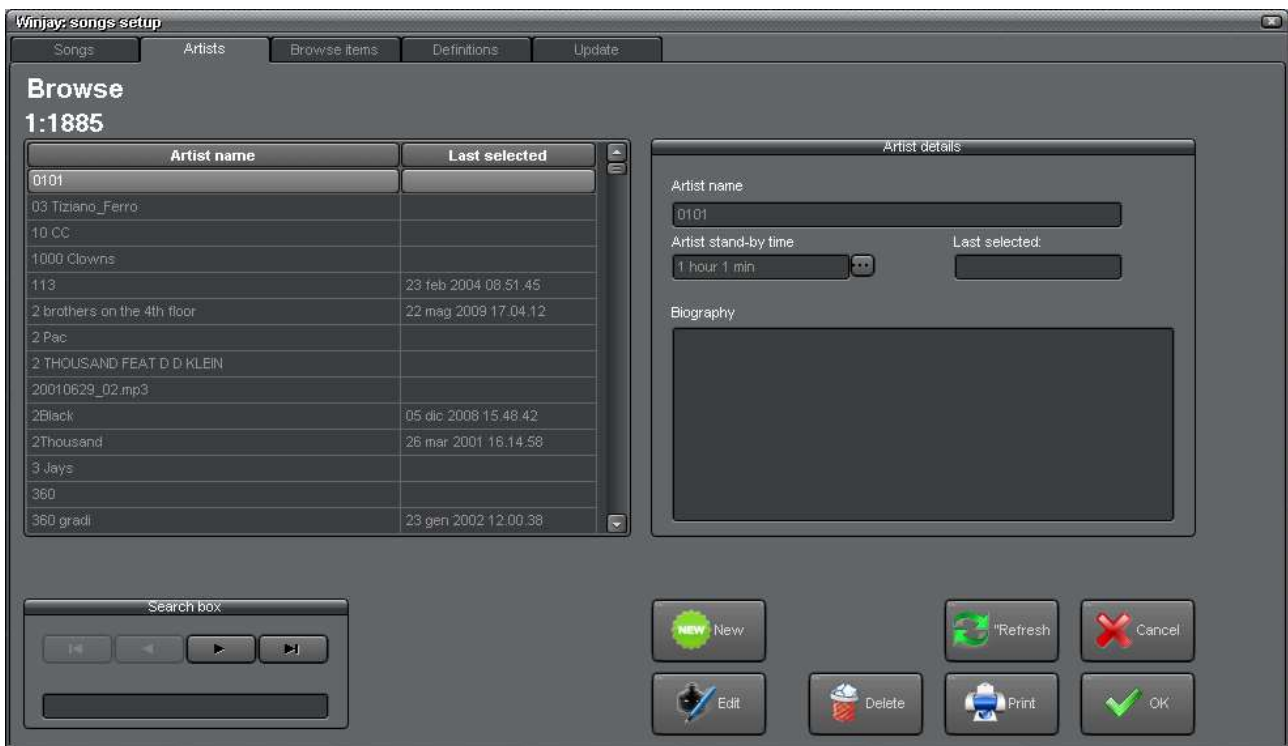 Winjay: songs setup
Songs Artists Browse items Definitions Update
Browse
1:1885
Artist name Last selected
0101
03 Tiziano_Ferro
10 CC
1000 Clowns
113 23 feb 2004 08.51.45
2 brothers on the 4th floor 22 mag 2009 17.04.12
2 Pac
2 THOUSAND FEAT D D KLEIN
20010629_02.mp3
2Black 05 dic 2008 15.48.42
2Thousand 26 mar 2001 16.14.58
3 Jays
360
360 gradi 23 gen 2002 12.00.38
Artist details
Artist name
0101
Artist stand-by time Last selected:
1 hour 1 min ...
Biography
Search box
NEW New "Refresh Cancel
Edit Delete Print OK